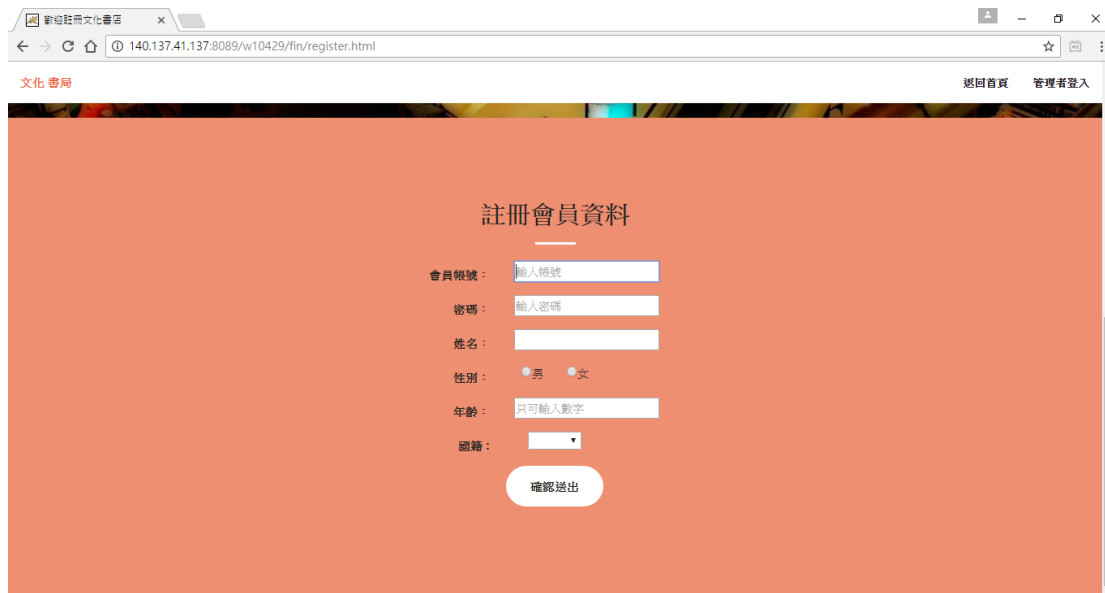 歡迎註冊文化書店
140.137.41.137:8089/w10429/fin/register.html
文化 書局 返回首頁 管理者登入
註冊會員資料
會員帳號： 輸入帳號
密碼： 輸入密碼
姓名：
性別： 男 女
年齡： 只可輸入數字
國籍：
確認送出